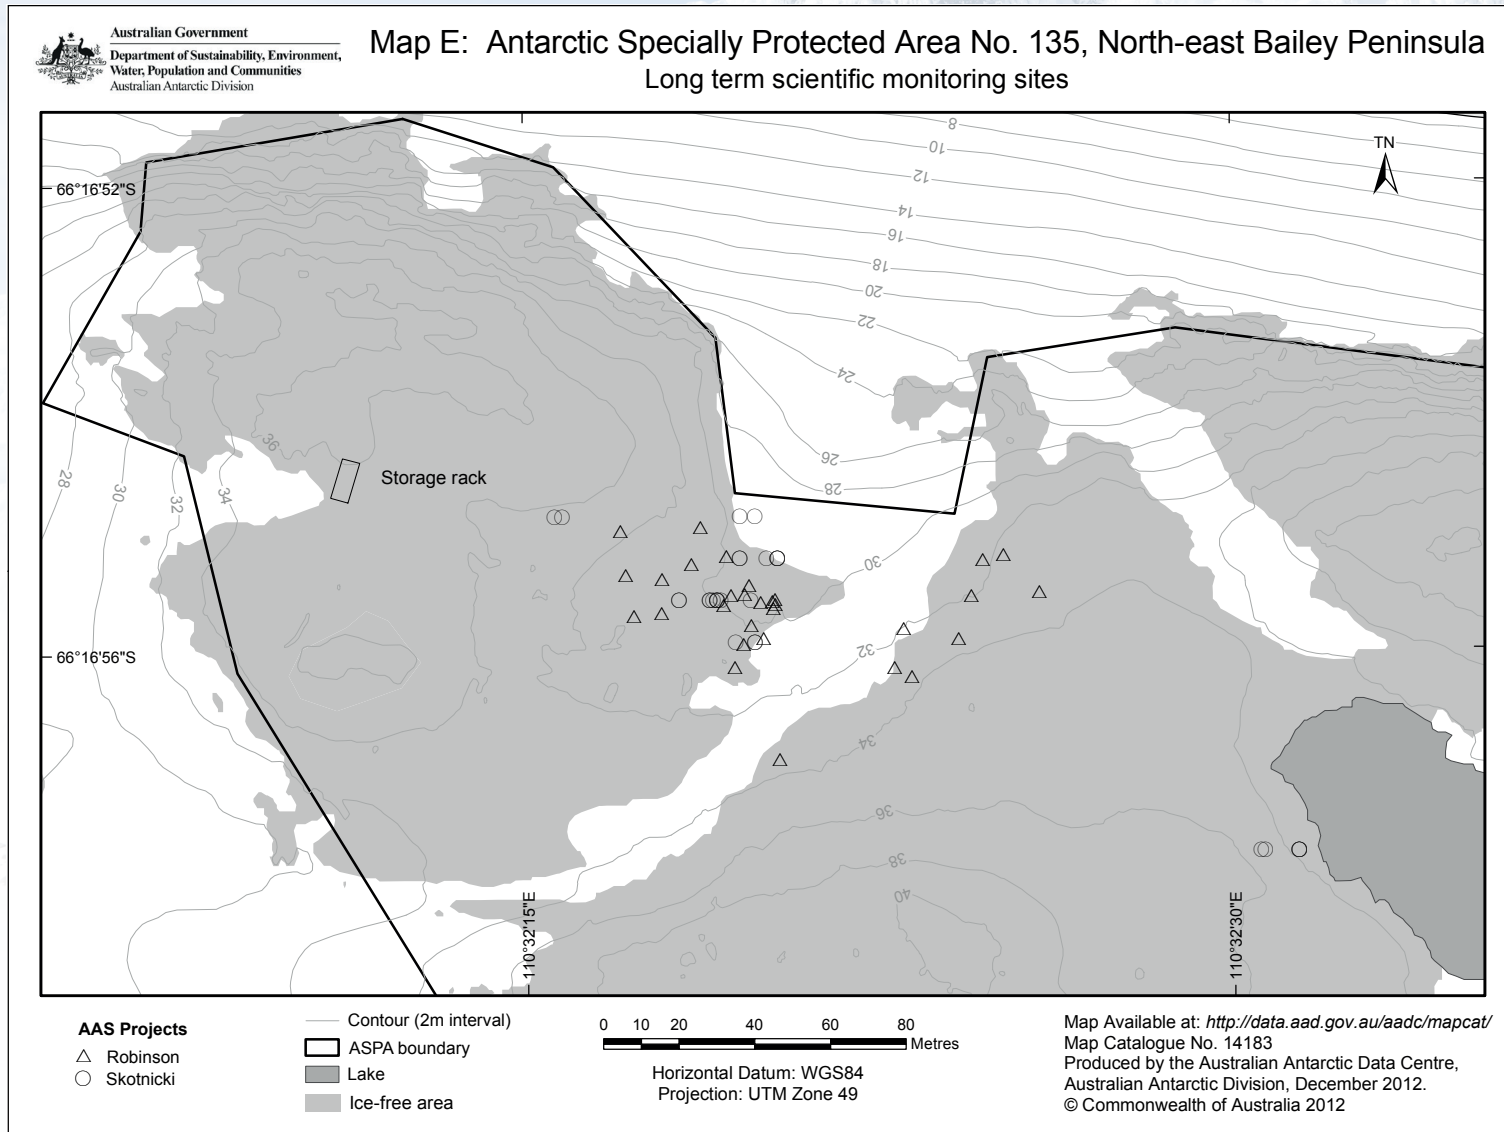 Australian Government
Department of Sustainability, Environment,
Water, Population and Communities
Australian Antarctic Division
Map E: Antarctic Specially Protected Area No. 135, North-east Bailey Peninsula
Long term scientific monitoring sites
TN
66°16'52"S
8
10
12
14
16
18
20
22
24
26
28
36
Storage rack
28
30
32
34
30
32
66°16'56"S
34
36
38
40
110°32'15"E
110°32'30"E
AAS Projects
Robinson
Skotnicki
Contour (2m interval)
ASPA boundary
Lake
Ice-free area
0 10 20 40 60 80
Metres
Horizontal Datum: WGS84
Projection: UTM Zone 49
Map Available at: http://data.aad.gov.au/aadc/mapcat/
Map Catalogue No. 14183
Produced by the Australian Antarctic Data Centre,
Australian Antarctic Division, December 2012.
© Commonwealth of Australia 2012